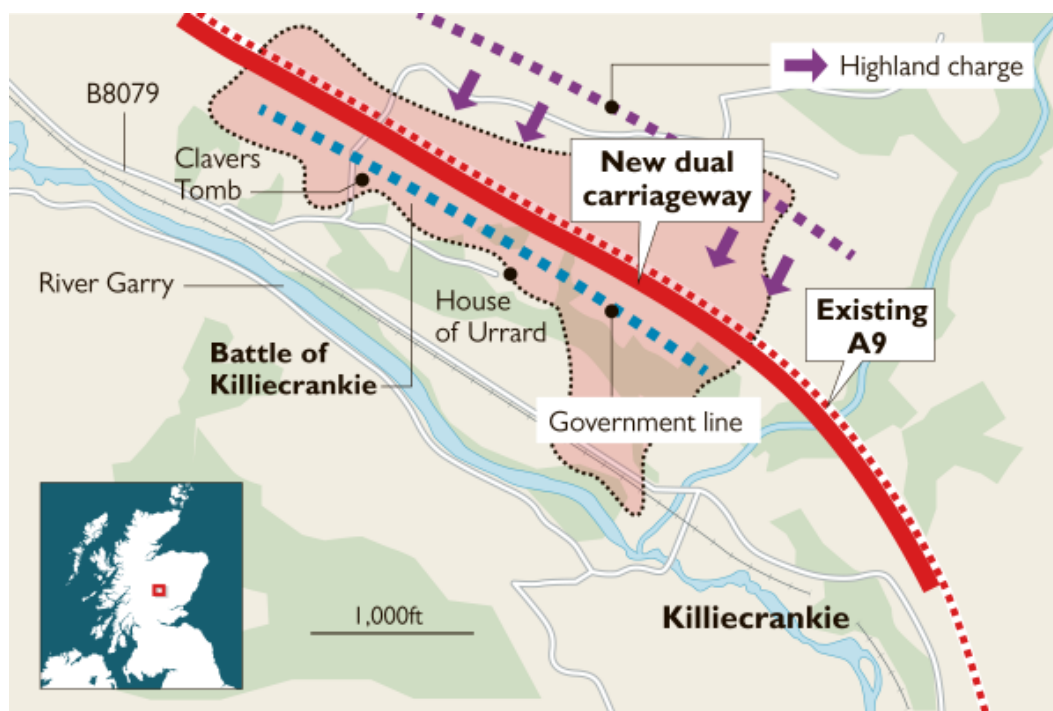 B8079
Highland charge
Clavers
Tomb
New dual
carriageway
River Garry
House
of Urrard
Existing
A9
Battle of
Killiecrankie
Government line
1,000ft
Killiecrankie